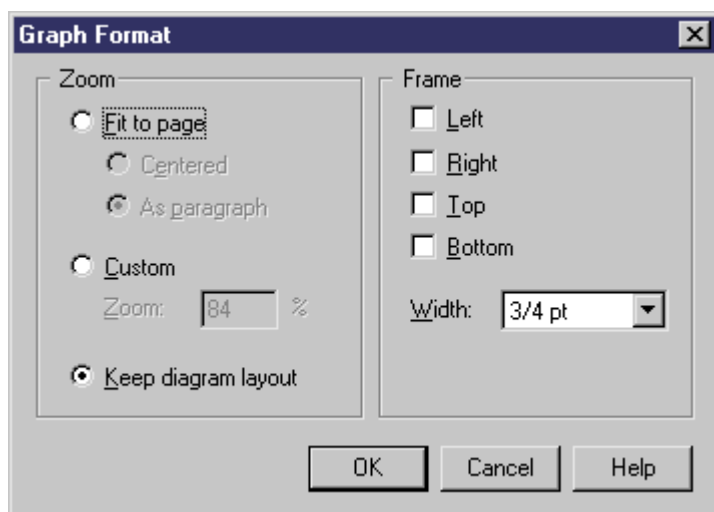 Graph Format
Zoom
Fit to page
Centered
As paragraph
Custom
Zoom: 84 %
Keep diagram layout
Frame
Left
Right
Top
Bottom
Width: 3/4 pt
OK Cancel Help